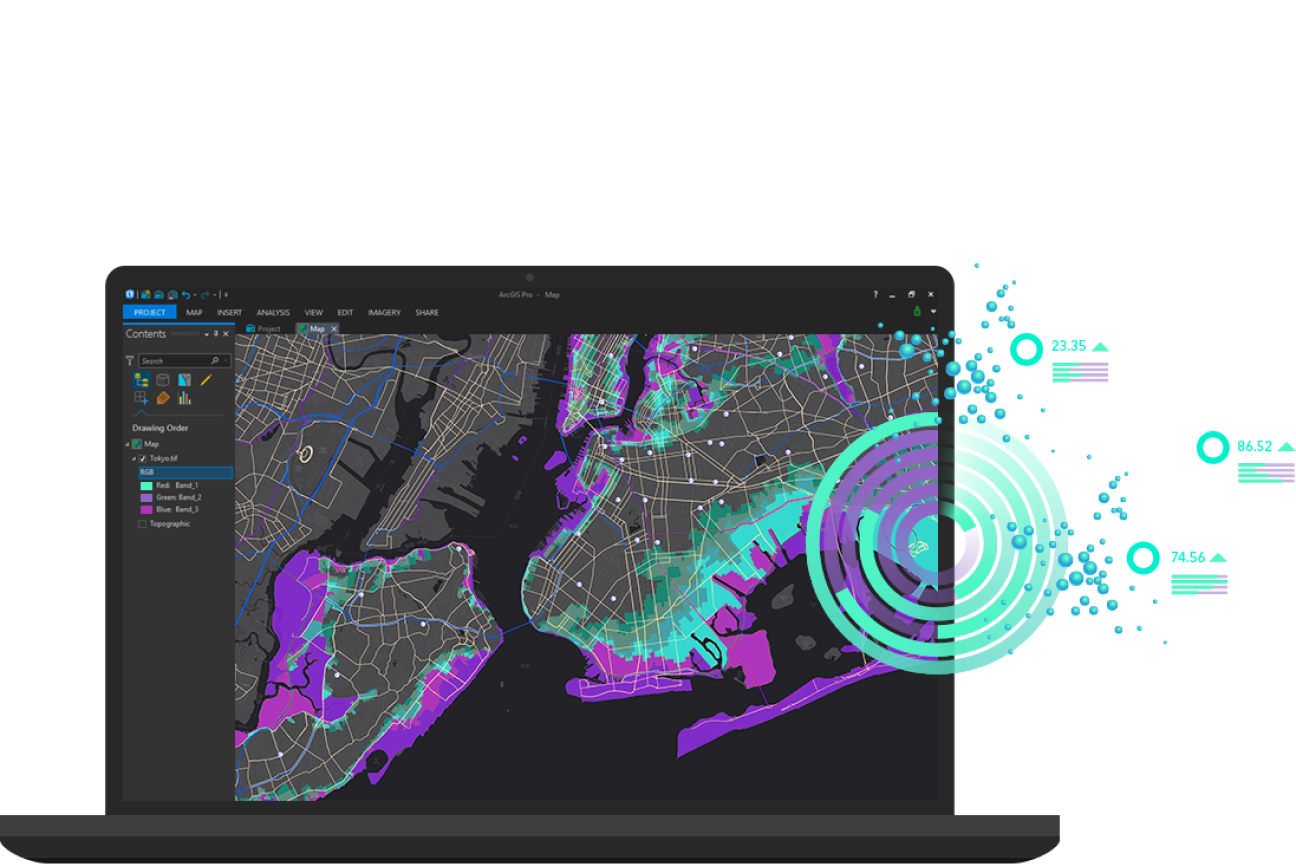 ArcGIS Pro - Map
?
PROJECT MAP INSERT ANALYSIS VIEW EDIT IMAGERY SHARE
Contents
Project
Map
Search
Drawing Order
Map
Tokyo.tif
RGB
Red: Band_1
Green: Band_2
Blue: Band_3
Topographic
23.35
86.52
74.56